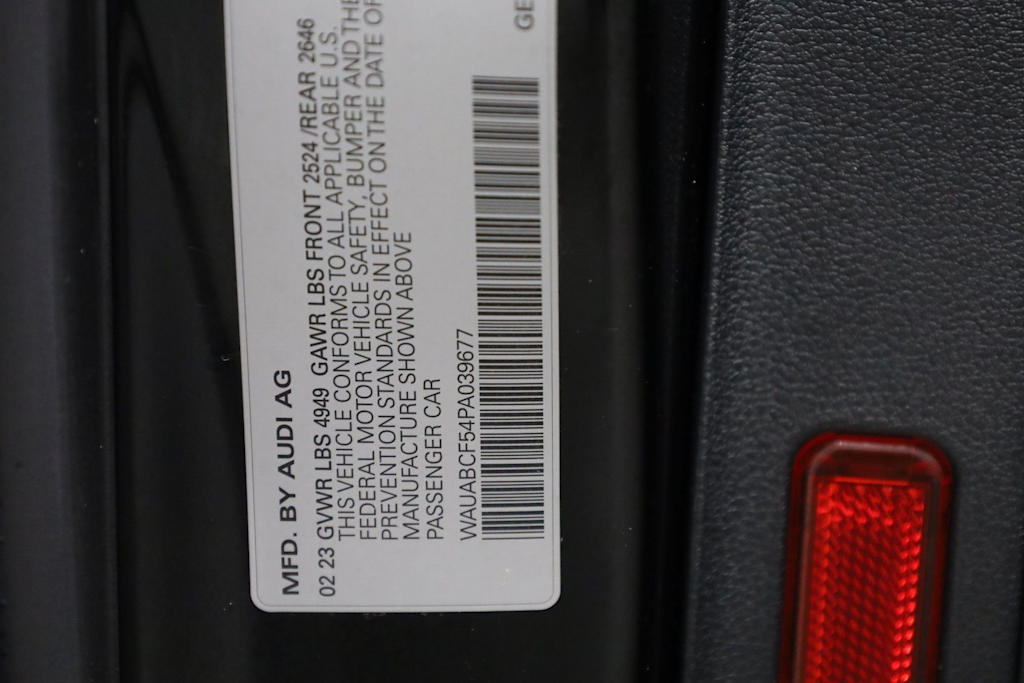 MFD. BY AUDI AG
02 23 GVWR LBS 4949 GAWR LBS FRONT 2524/REAR 2646
THIS VEHICLE CONFORMS TO ALL APPLICABLE U.S.
FEDERAL MOTOR VEHICLE SAFETY, BUMPER AND THE
PREVENTION STANDARDS IN EFFECT ON THE DATE OF
MANUFACTURE SHOWN ABOVE
PASSENGER CAR
WAUABCF54PA039677
GE